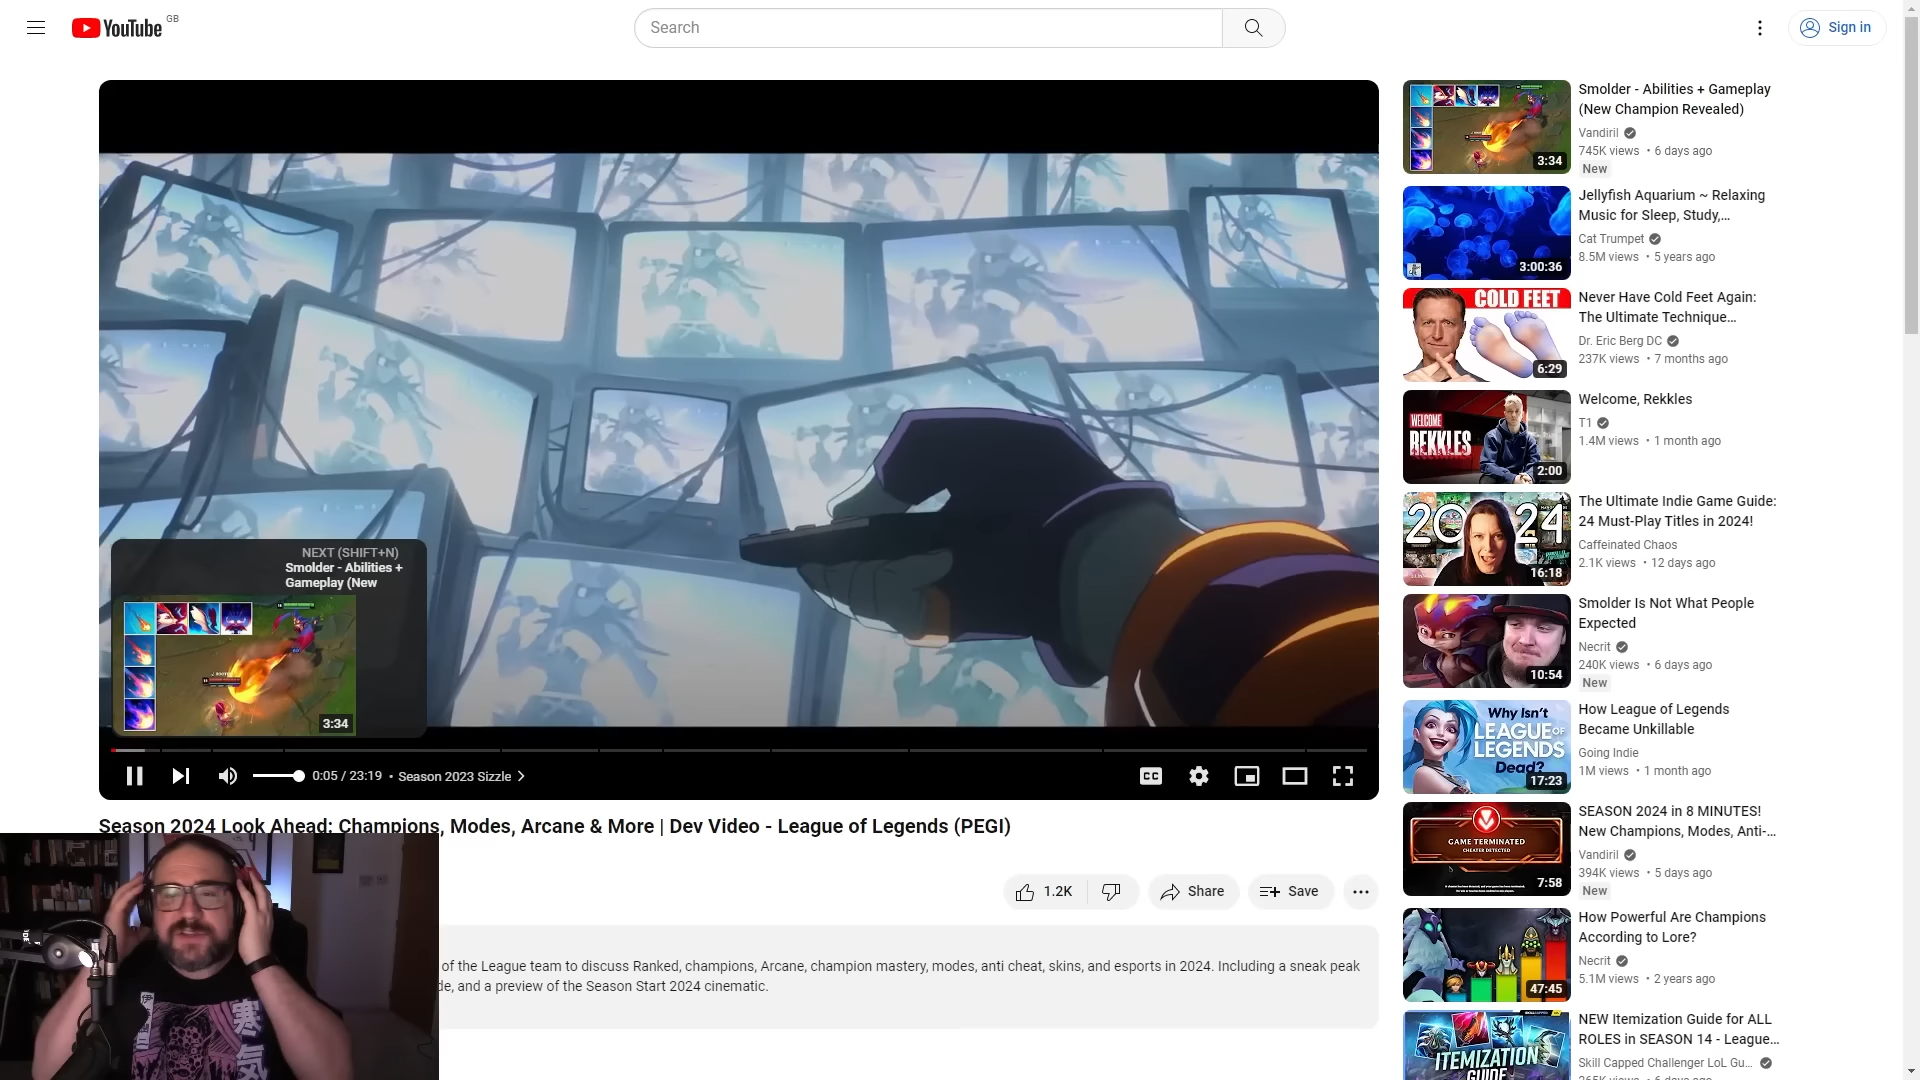 YouTube
GB
Search
Sign in
NEXT (SHIFT+N)
Smolder - Abilities +
Gameplay (New
3:34
0:05 / 23:19 • Season 2023 Sizzle
CC
Season 2024 Look Ahead: Champions, Modes, Arcane & More | Dev Video - League of Legends (PEGI)
1.2K
Share
Save
of the League team to discuss Ranked, champions, Arcane, champion mastery, modes, anti cheat, skins, and esports in 2024. Including a sneak peak
de, and a preview of the Season Start 2024 cinematic.
寒
気
3:34
Smolder - Abilities + Gameplay
(New Champion Revealed)
Vandiril
745K views • 6 days ago
New
3:00:36
Jellyfish Aquarium ~ Relaxing
Music for Sleep, Study,...
Cat Trumpet
8.5M views • 5 years ago
COLD FEET
6:29
Never Have Cold Feet Again:
The Ultimate Technique...
Dr. Eric Berg DC
237K views • 7 months ago
WELCOME
REKKLES
2:00
Welcome, Rekkles
T1
1.4M views • 1 month ago
2024
16:18
The Ultimate Indie Game Guide:
24 Must-Play Titles in 2024!
Caffeinated Chaos
2.1K views • 12 days ago
10:54
Smolder Is Not What People
Expected
Necrit
240K views • 6 days ago
New
Why Isn't
LEAGUE OF
LEGENDS
Dead?
17:23
How League of Legends
Became Unkillable
Going Indie
1M views • 1 month ago
GAME TERMINATED
CHEATER DETECTED
7:58
SEASON 2024 in 8 MINUTES!
New Champions, Modes, Anti-...
Vandiril
394K views • 5 days ago
New
47:45
How Powerful Are Champions
According to Lore?
Necrit
5.1M views • 2 years ago
ITEMIZATION
GUIDE
NEW Itemization Guide for ALL
ROLES in SEASON 14 - League...
Skill Capped Challenger LoL Gu...